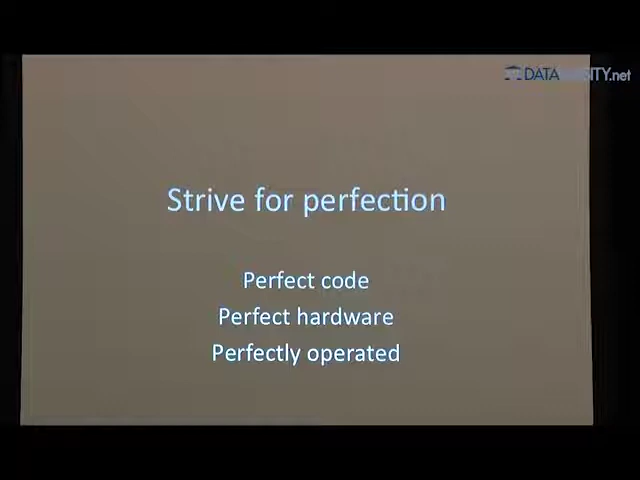 DATAVERSITY.net
Strive for perfection
Perfect code
Perfect hardware
Perfectly operated